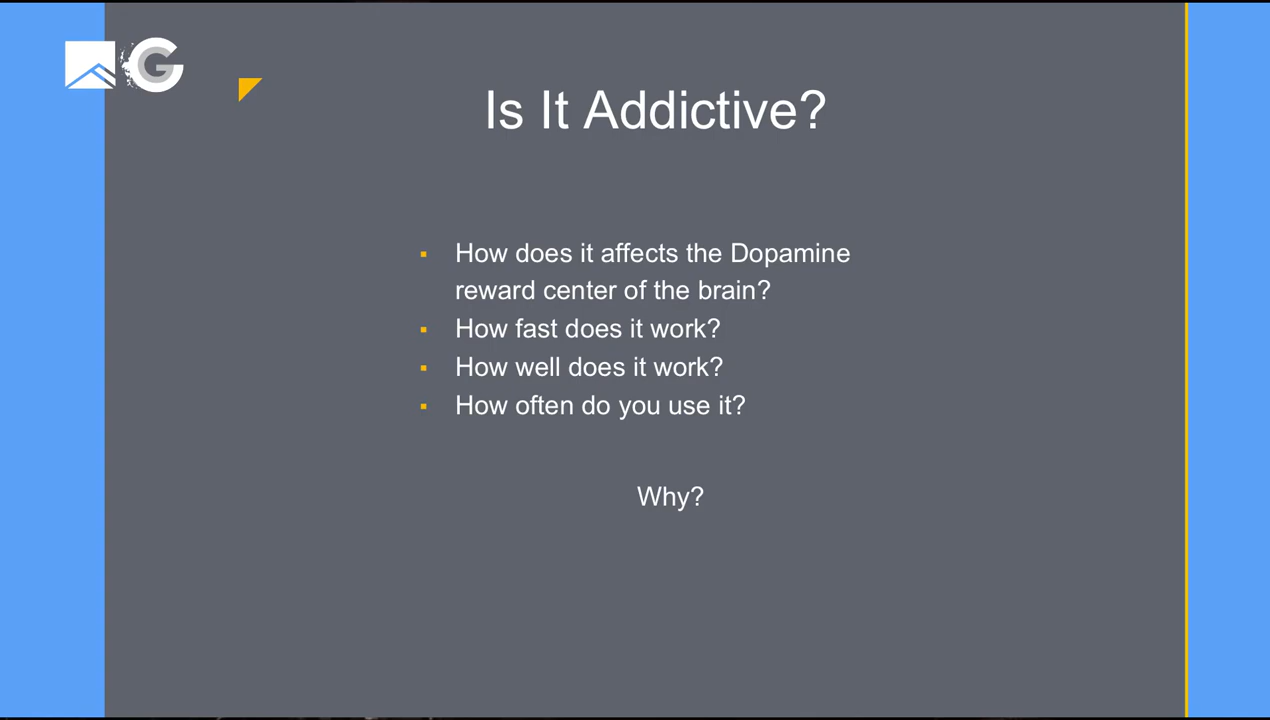 G
Is It Addictive?
▪ How does it affects the Dopamine
reward center of the brain?
▪ How fast does it work?
▪ How well does it work?
▪ How often do you use it?
Why?